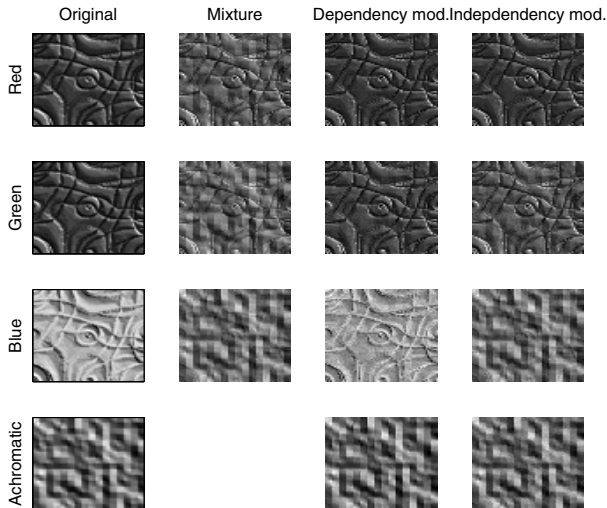 Original Mixture Dependency mod.Indepdendency mod.
Red
Green
Blue
Achromatic